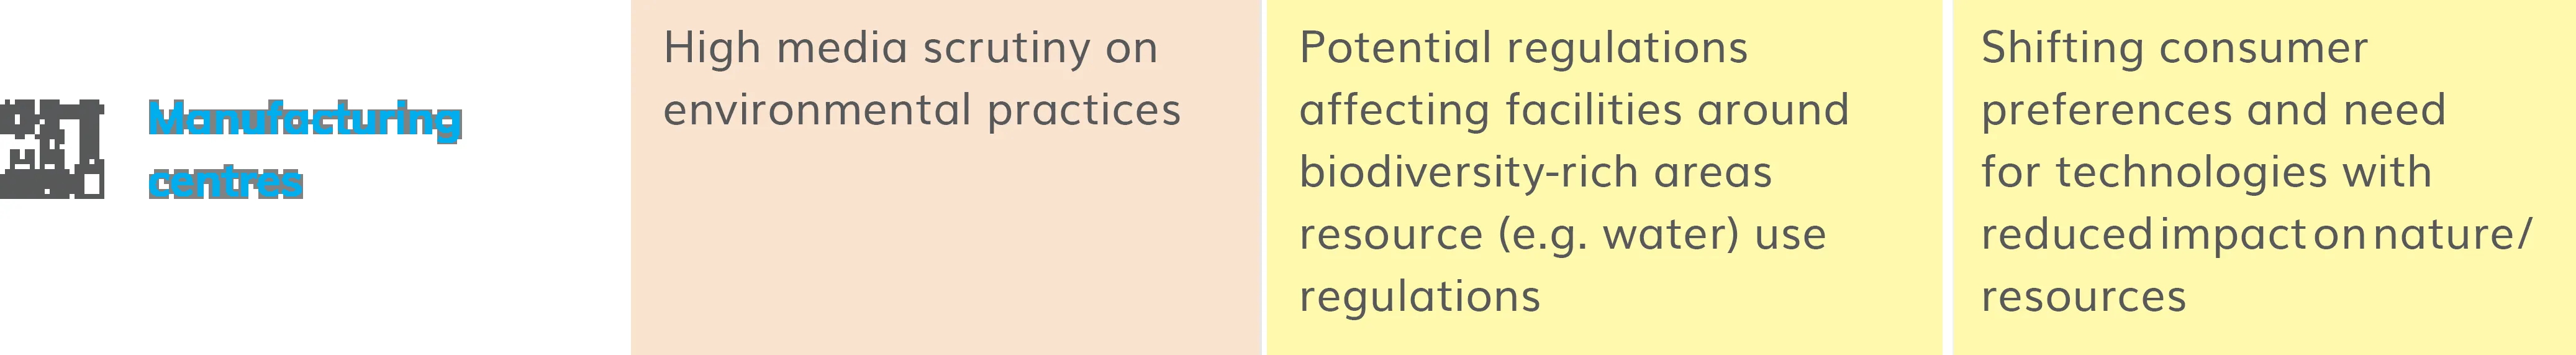 Manufacturing
centres
High media scrutiny on
environmental practices
Potential regulations
affecting facilities around
biodiversity-rich areas
resource (e.g. water) use
regulations
Shifting consumer
preferences and need
for technologies with
reduced impact on nature/
resources